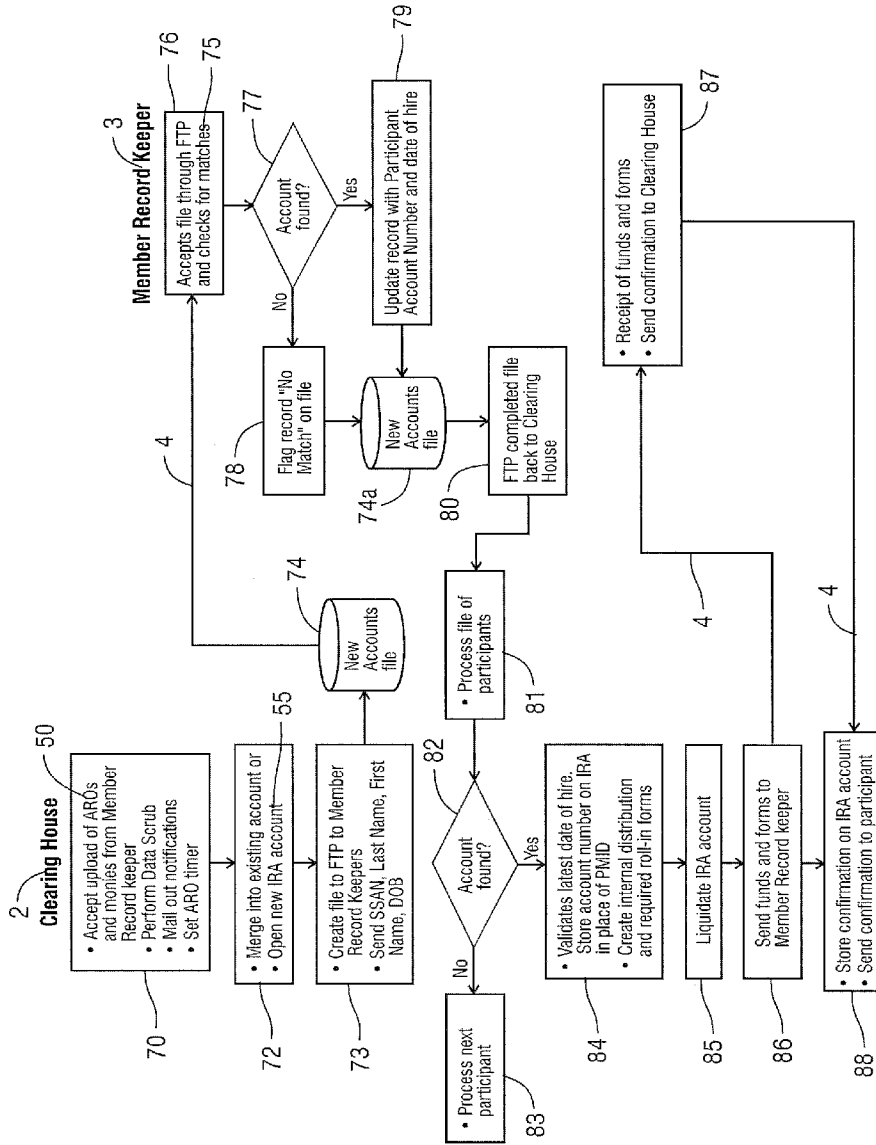 2
Clearing House
50
• Accept upload of AROs
and monies from Member
Record keeper
• Perform Data Scrub
• Mail out notifications
• Set ARO timer
70
• Merge into existing account or
• Open new IRA account
55
72
• Create file to FTP to Member
Record Keepers
• Send SSAN, Last Name, First
Name, DOB
73
New
Accounts
file
74
4
3
Member Record Keeper
Accepts file through FTP
and checks for matches
76
75
Account
found?
77
No
Yes
Flag record "No
Match" on file
78
Update record with Participant
Account Number and date of hire
79
New
Accounts
file
74a
FTP completed file
back to Clearing
House
80
• Process file of
participants
81
Account
found?
82
No
Yes
• Process next
participant
83
• Validates latest date of hire.
Store account number on IRA
in place of PMID
• Create internal distribution
and required roll-in forms
84
Liquidate IRA account
85
Send funds and forms to
Member Record keeper
86
4
• Receipt of funds and forms
• Send confirmation to Clearing House
87
4
• Store confirmation on IRA account
• Send confirmation to participant
88